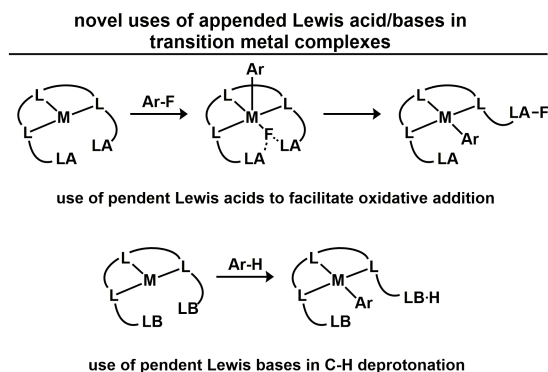 novel uses of appended Lewis acid/bases in
transition metal complexes
L L M L LA LA
Ar-F
Ar L L M L F LA LA
L L M L Ar LA LA-F
use of pendent Lewis acids to facilitate oxidative addition
L L M L LB LB
Ar-H
L L M L Ar LB LB·H
use of pendent Lewis bases in C-H deprotonation